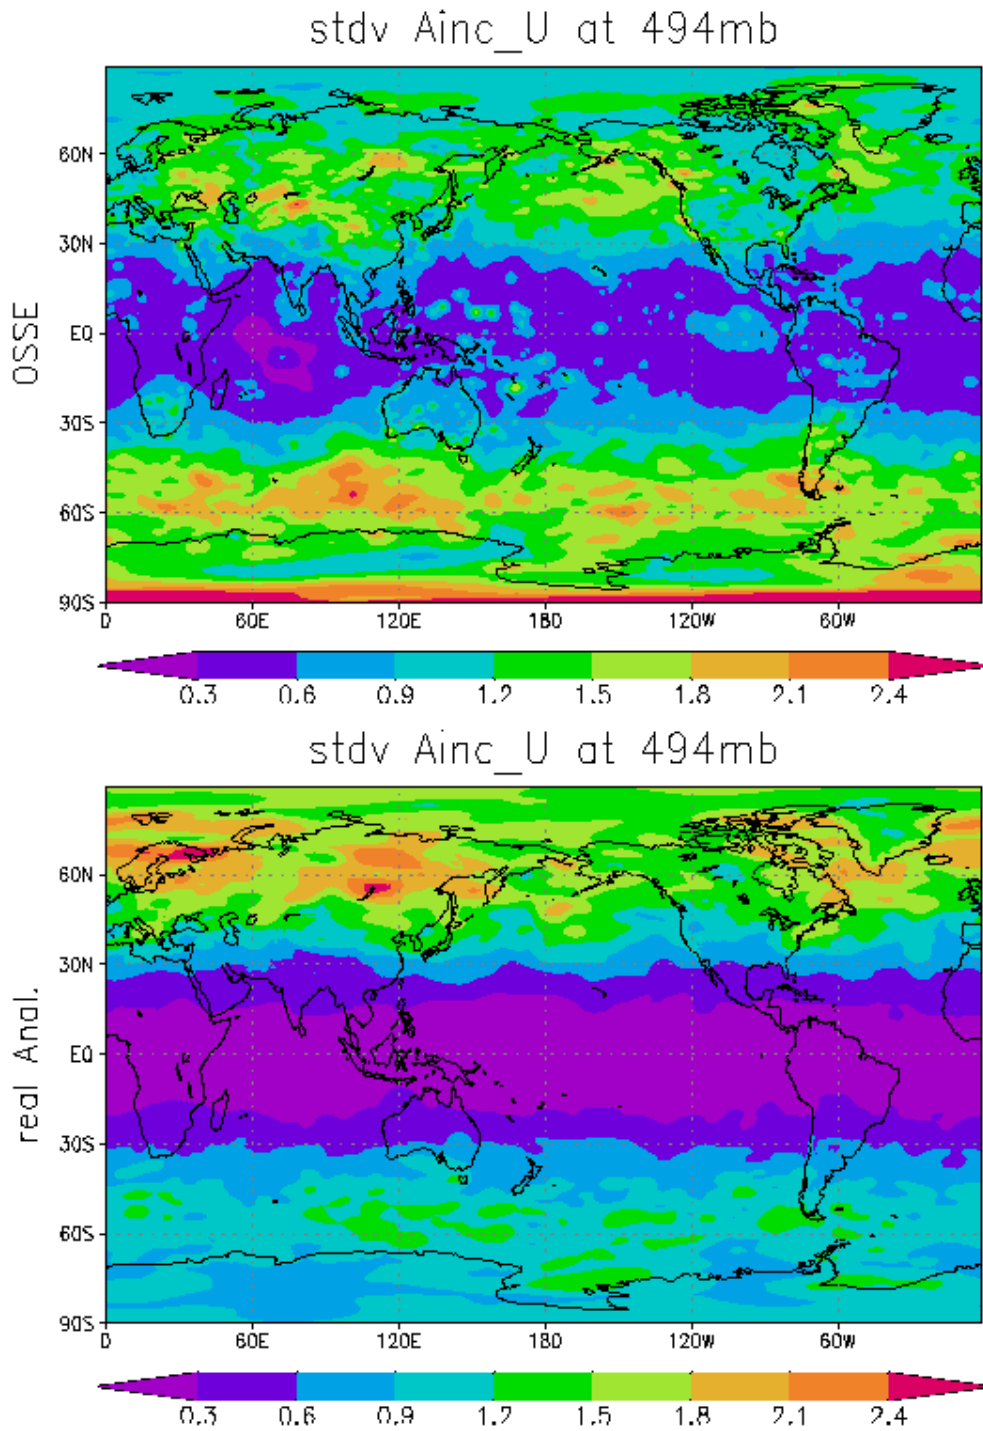 stdv Ainc_U at 494mb
OSSE
60N
30N
EQ
30S
60S
90S
0 60E 120E 180 120W 60W
0.3 0.6 0.9 1.2 1.5 1.8 2.1 2.4
stdv Ainc_U at 494mb
real Anal.
60N
30N
EQ
30S
60S
90S
0 60E 120E 180 120W 60W
0.3 0.6 0.9 1.2 1.5 1.8 2.1 2.4